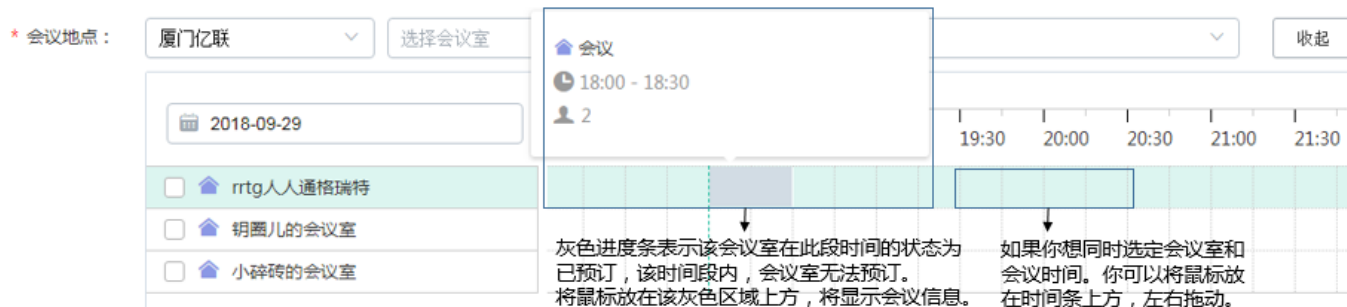 * 会议地点：
厦门亿联
选择会议室
收起
会议
18:00 - 18:30
2
2018-09-29
19:30 20:00 20:30 21:00 21:30
rrtg人人通格瑞特
钥圈儿的会议室
小碎砖的会议室
灰色进度条表示该会议室在此段时间的状态为
已预订，该时间段内，会议室无法预订。
将鼠标放在该灰色区域上方，将显示会议信息。
如果你想同时选定会议室和
会议时间。你可以将鼠标放
在时间条上方，左右拖动。